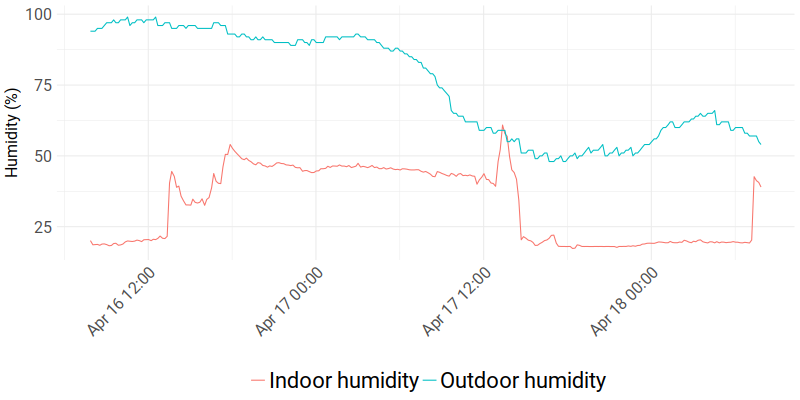 Humidity (%)
100
75
50
25
Apr 16 12:00
Apr 17 00:00
Apr 17 12:00
Apr 18 00:00
Indoor humidity Outdoor humidity